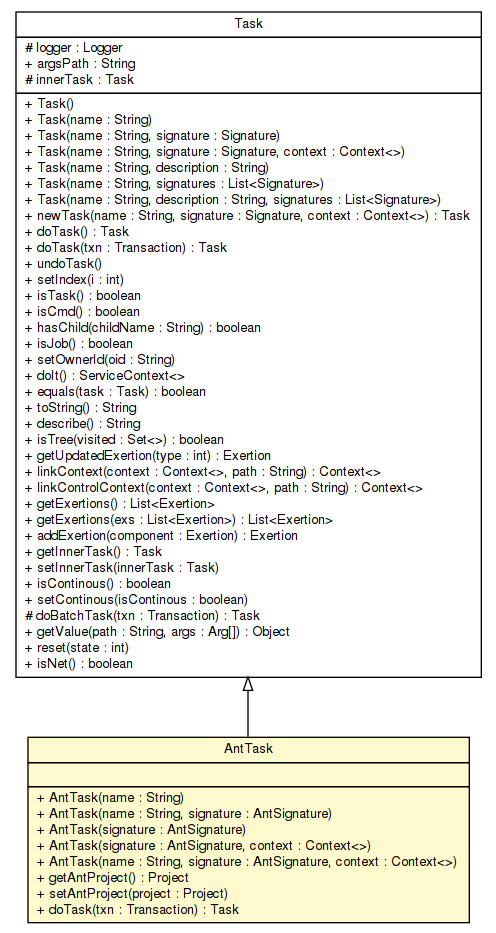 Task
# logger : Logger
+ argsPath : String
# innerTask : Task
+ Task()
+ Task(name : String)
+ Task(name : String, signature : Signature)
+ Task(name : String, signature : Signature, context : Context<>)
+ Task(name : String, description : String)
+ Task(name : String, signatures : List<Signature>)
+ Task(name : String, description : String, signatures : List<Signature>)
+ newTask(name : String, signature : Signature, context : Context<>) : Task
+ doTask() : Task
+ doTask(txn : Transaction) : Task
+ undoTask()
+ setIndex(i : int)
+ isTask() : boolean
+ isCmd() : boolean
+ hasChild(childName : String) : boolean
+ isJob() : boolean
+ setOwnerId(oid : String)
+ doIt() : ServiceContext<>
+ equals(task : Task) : boolean
+ toString() : String
+ describe() : String
+ isTree(visited : Set<>) : boolean
+ getUpdatedExertion(type : int) : Exertion
+ linkContext(context : Context<>, path : String) : Context<>
+ linkControlContext(context : Context<>, path : String) : Context<>
+ getExertions() : List<Exertion>
+ getExertions(exs : List<Exertion>) : List<Exertion>
+ addExertion(component : Exertion) : Exertion
+ getInnerTask() : Task
+ setInnerTask(innerTask : Task)
+ isContinous() : boolean
+ setContinous(isContinous : boolean)
# doBatchTask(txn : Transaction) : Task
+ getValue(path : String, args : Arg[]) : Object
+ reset(state : int)
+ isNet() : boolean
AntTask
+ AntTask(name : String)
+ AntTask(name : String, signature : AntSignature)
+ AntTask(signature : AntSignature)
+ AntTask(signature : AntSignature, context : Context<>)
+ AntTask(name : String, signature : AntSignature, context : Context<>)
+ getAntProject() : Project
+ setAntProject(project : Project)
+ doTask(txn : Transaction) : Task